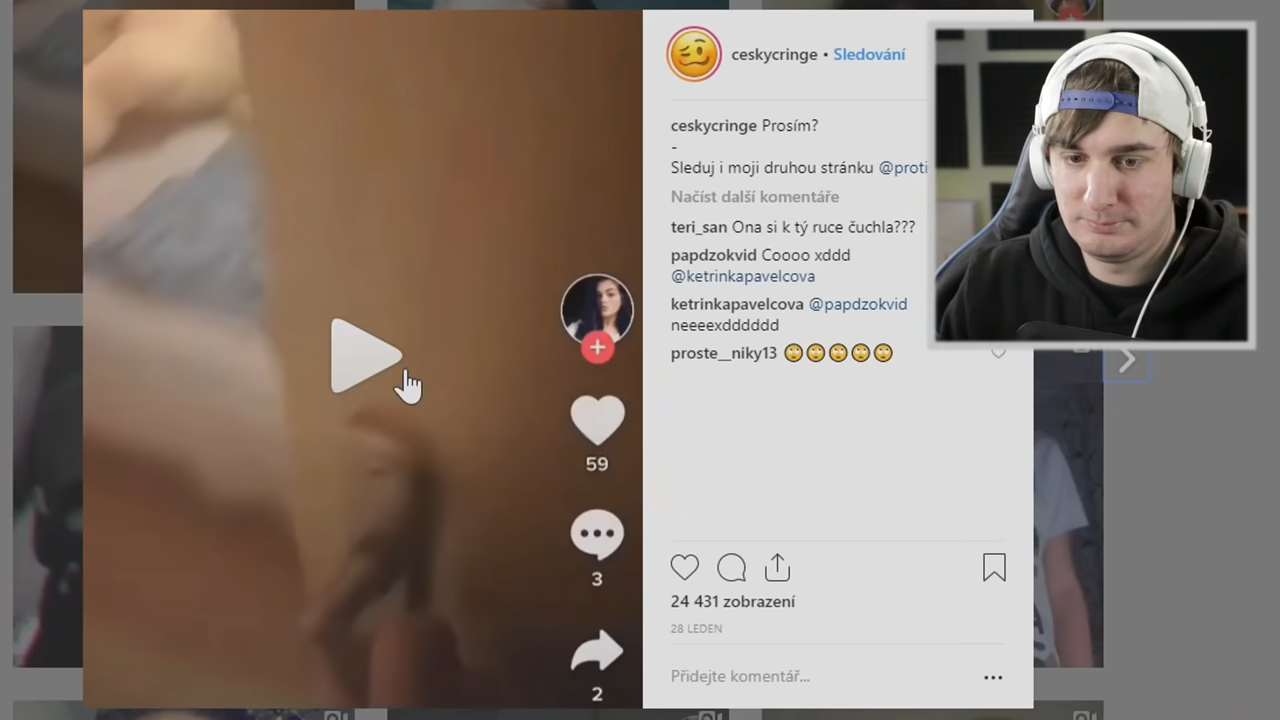 ceskycringe • Sledování
ceskycringe Prosím?
-
Sleduj i moji druhou stránku @proti
Načíst další komentáře
teri_san Ona si k tý ruce čuchla???
papdzokvid Coooo xddd
@ketrinkapavelcova
ketrinkapavelcova @papdzokvid
neeeexdddddd
proste__niky13 🙄🙄🙄🙄🙄
59
3
2
24 431 zobrazení
28 LEDEN
Přidejte komentář...